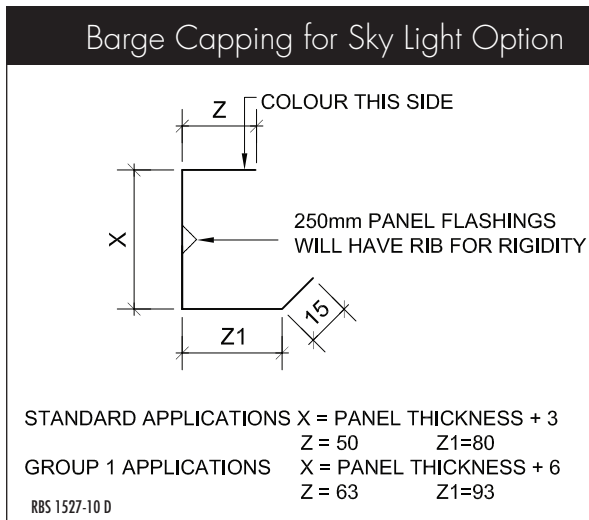 Barge Capping for Sky Light Option
Z
COLOUR THIS SIDE
X
250mm PANEL FLASHINGS
WILL HAVE RIB FOR RIGIDITY
15
Z1
STANDARD APPLICATIONS X = PANEL THICKNESS + 3
Z = 50 Z1=80
GROUP 1 APPLICATIONS X = PANEL THICKNESS + 6
Z = 63 Z1=93
RBS 1527-10 D